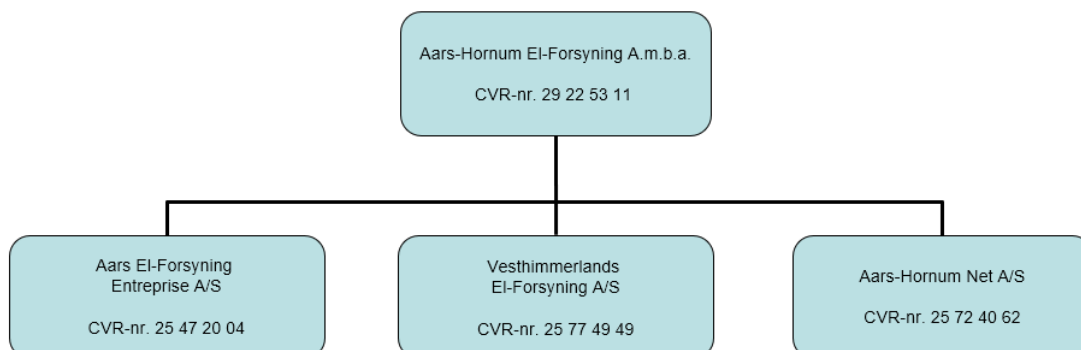 Aars-Hornum El-Forsyning A.m.b.a.
CVR-nr. 29 22 53 11
Aars El-Forsyning
Entreprise A/S
CVR-nr. 25 47 20 04
Vesthimmerlands
El-Forsyning A/S
CVR-nr. 25 77 49 49
Aars-Hornum Net A/S
CVR-nr. 25 72 40 62